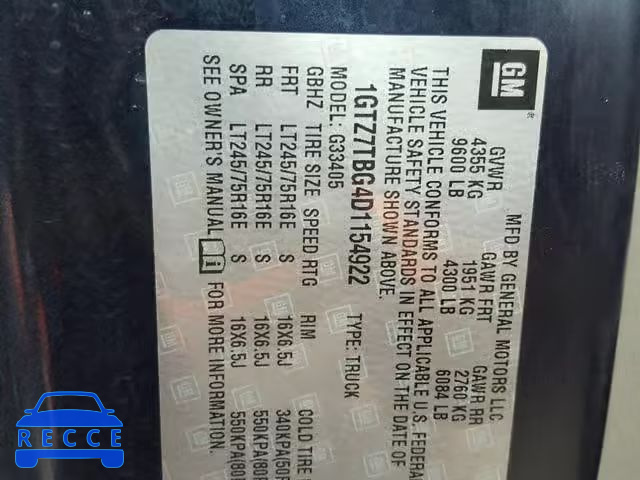 GM
®
MFD BY GENERAL MOTORS LLC
GVWR GAWR FRT GAWR RR
4355 KG 1951 KG 2760 KG
9600 LB 4300 LB 6084 LB
THIS VEHICLE CONFORMS TO ALL APPLICABLE U.S. FEDERA
VEHICLE SAFETY STANDARDS IN EFFECT ON THE DATE OF
MANUFACTURE SHOWN ABOVE.
1GTZ7TBG4D1154922 TYPE: TRUCK
MODEL: G33405
GBHZ TIRE SIZE SPEED RTG RIM COLD TIRE
FRT LT245/75R16E S 16X6.5J 340KPA(50P
RR LT245/75R16E S 16X6.5J 550KPA(80P
SPA LT245/75R16E S 16X6.5J 550KPA(80
SEE OWNER'S MANUAL i FOR MORE INFORMATION.
RECCE